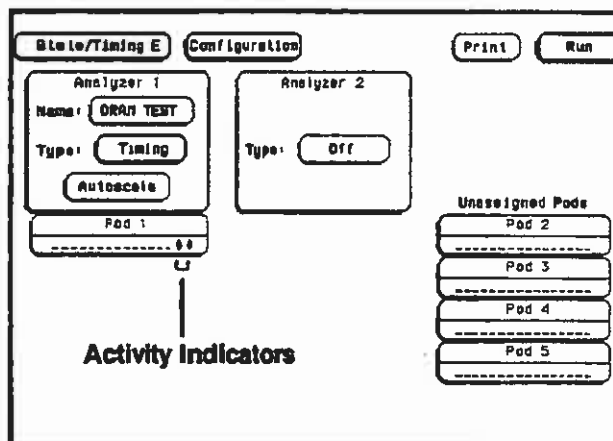 State/Timing E Configuration Print Run
Analyzer 1
Name: DRAM TEST
Type: Timing
Autoscale
Pod 1
Analyzer 2
Type: Off
Unassigned Pods
Pod 2
Pod 3
Pod 4
Pod 5
Activity Indicators